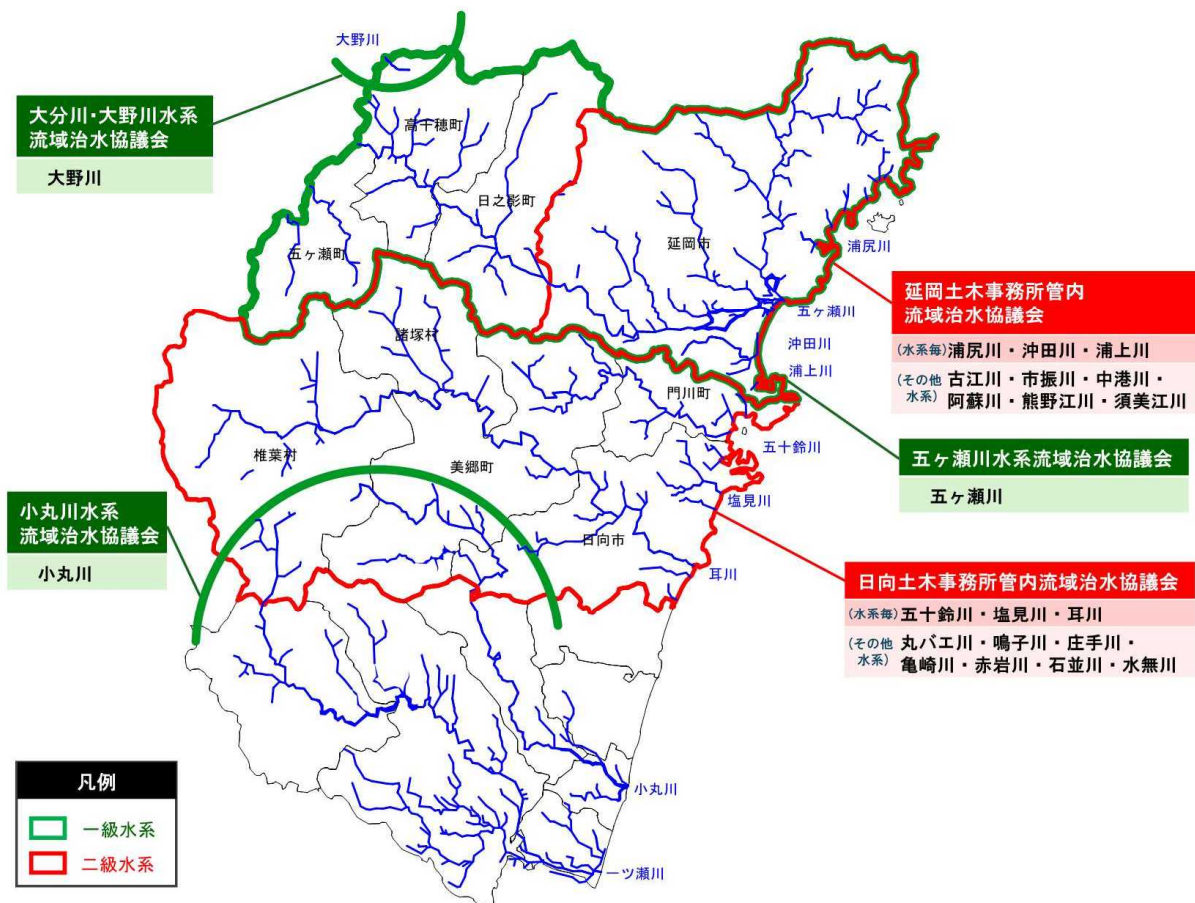 大野川
大分川・大野川水系
流域治水協議会
大野川
高千穂町
日之影町
五ヶ瀬町
延岡市
浦尻川
五ヶ瀬川
沖田川
浦上川
延岡土木事務所管内
流域治水協議会
(水系毎) 浦尻川・沖田川・浦上川
(その他水系) 古江川・市振川・中港川・
阿蘇川・熊野江川・須美江川
諸塚村
門川町
五十鈴川
椎葉村
美郷町
塩見川
日向市
耳川
五ヶ瀬川水系流域治水協議会
五ヶ瀬川
小丸川水系
流域治水協議会
小丸川
日向土木事務所管内流域治水協議会
(水系毎) 五十鈴川・塩見川・耳川
(その他水系) 丸バエ川・鳴子川・庄手川・
亀崎川・赤岩川・石並川・水無川
小丸川
一ツ瀬川
凡例
一級水系
二級水系